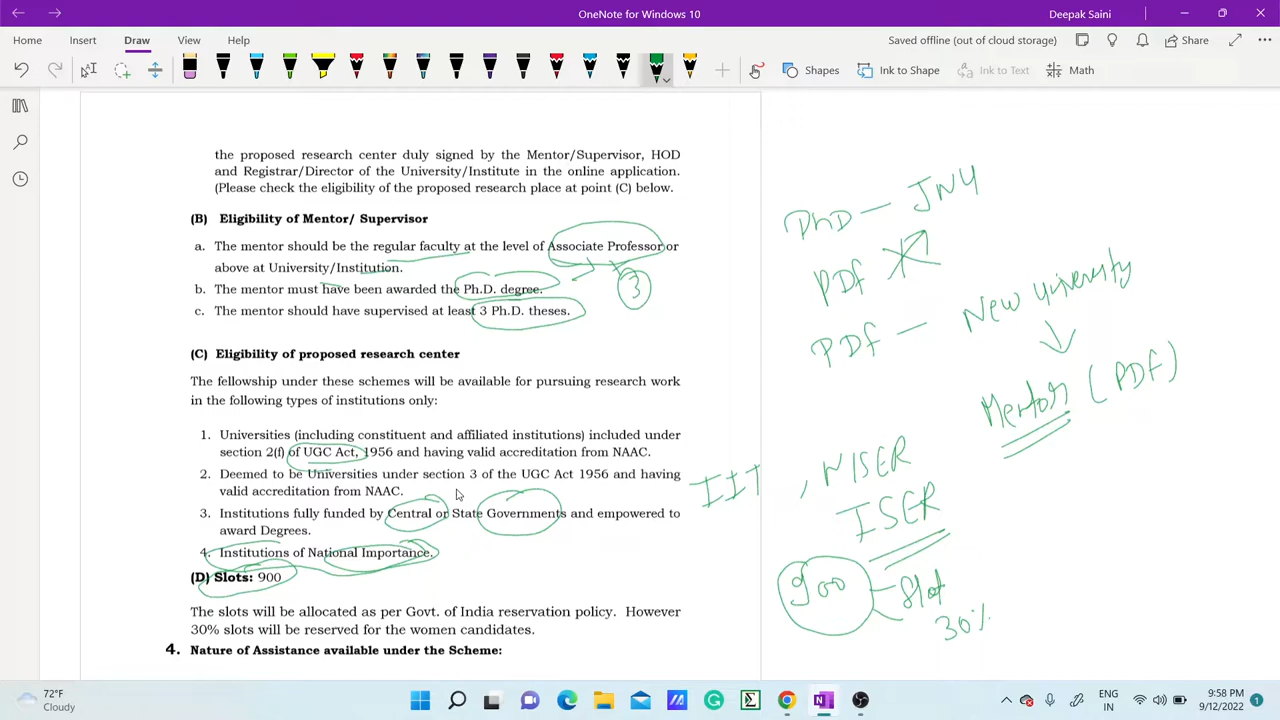 OneNote for Windows 10
Deepak Saini
Home Insert Draw View Help
Saved offline (out of cloud storage)
Share
Shapes
Ink to Shape
Ink to Text
Math
the proposed research center duly signed by the Mentor/Supervisor, HOD
and Registrar/Director of the University/Institute in the online application.
(Please check the eligibility of the proposed research place at point (C) below.
(B) Eligibility of Mentor/ Supervisor
a. The mentor should be the regular faculty at the level of Associate Professor or
above at University/Institution.
b. The mentor must have been awarded the Ph.D. degree.
c. The mentor should have supervised at least 3 Ph.D. theses.
3
(C) Eligibility of proposed research center
The fellowship under these schemes will be available for pursuing research work
in the following types of institutions only:
1. Universities (including constituent and affiliated institutions) included under
section 2(f) of UGC Act, 1956 and having valid accreditation from NAAC.
2. Deemed to be Universities under section 3 of the UGC Act 1956 and having
valid accreditation from NAAC.
3. Institutions fully funded by Central or State Governments and empowered to
award Degrees.
4. Institutions of National Importance.
(D) Slots: 900
The slots will be allocated as per Govt. of India reservation policy. However
30% slots will be reserved for the women candidates.
4. Nature of Assistance available under the Scheme:
PhD — JNU
PDf
PDf — New University
Mentors (PDF)
IIT, NISER
ISER
900 Slot
30%
72°F
Cloudy
ENG
IN
9:58 PM
9/12/2022
1